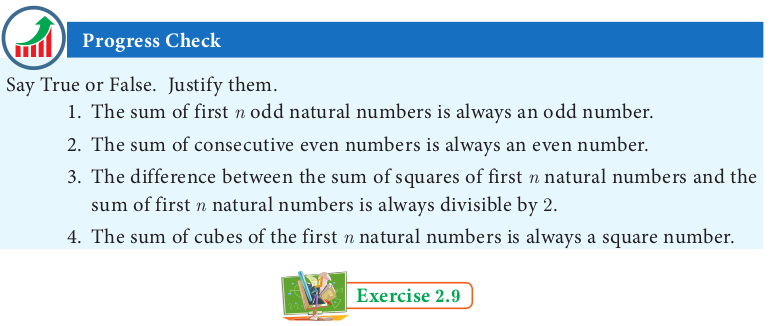 Progress Check
Say True or False. Justify them.
1. The sum of first n odd natural numbers is always an odd number.
2. The sum of consecutive even numbers is always an even number.
3. The difference between the sum of squares of first n natural numbers and the
sum of first n natural numbers is always divisible by 2.
4. The sum of cubes of the first n natural numbers is always a square number.
Exercise 2.9